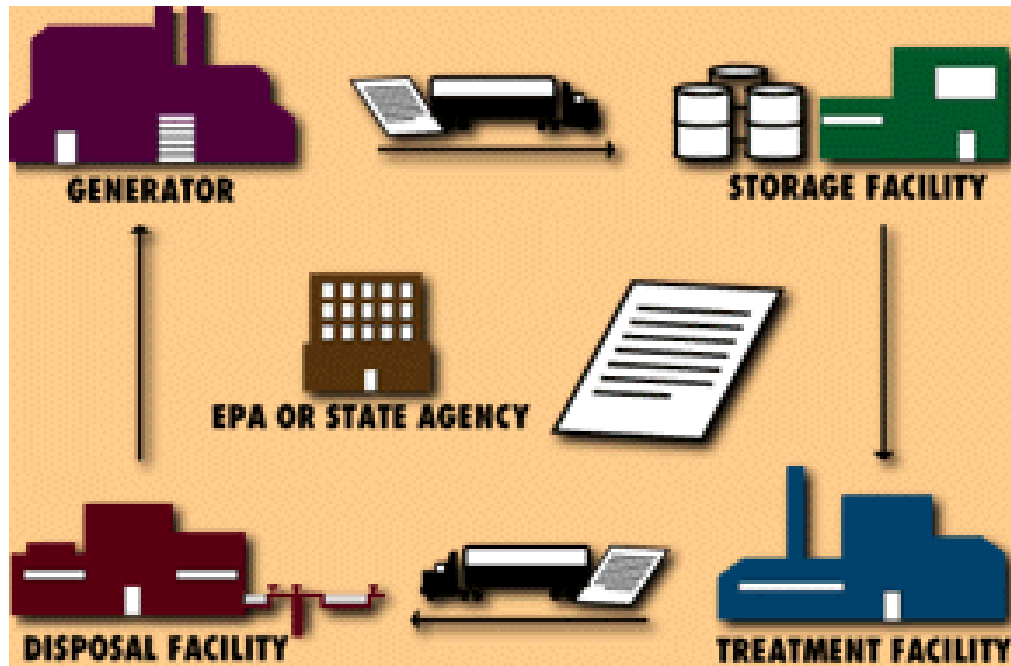 GENERATOR
STORAGE FACILITY
EPA OR STATE AGENCY
DISPOSAL FACILITY
TREATMENT FACILITY